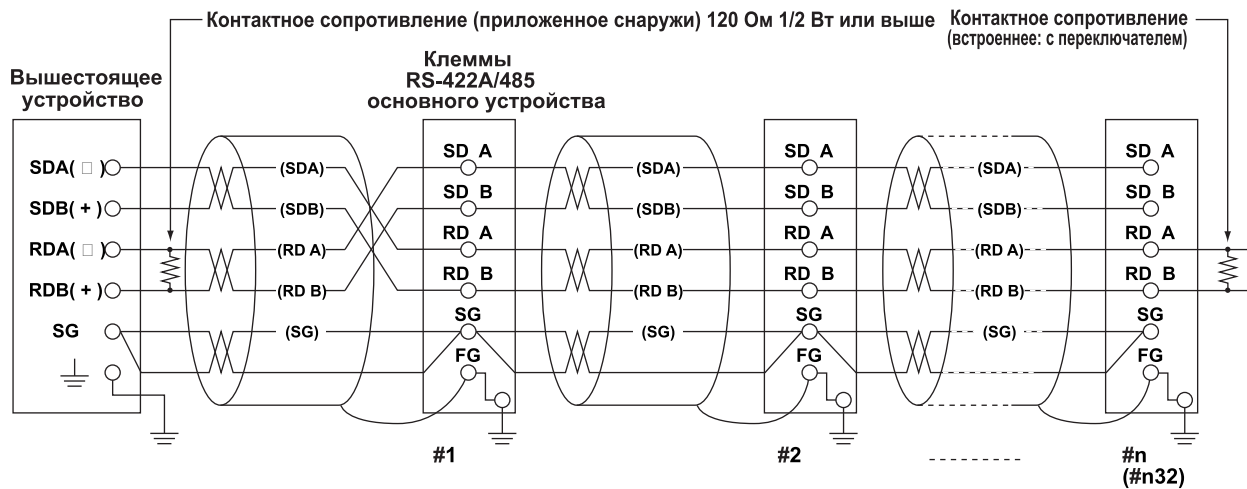 Контактное сопротивление (приложенное снаружи) 120 Ом 1/2 Вт или выше
Контактное сопротивление
(встроеннее: с переключателем)
Вышестоящее
устройство
Клеммы
RS-422A/485
основного устройства
SDA( □ )
(SDA)
SD A
(SDA)
SD A
(SDA)
SD A
SDB( + )
(SDB)
SD B
(SDB)
SD B
(SDB)
SD B
RDA( □ )
(RD A)
RD A
(RD A)
RD A
(RD A)
RD A
RDB( + )
(RD B)
RD B
(RD B)
RD B
(RD B)
RD B
SG
(SG)
SG
(SG)
SG
(SG)
SG
FG
FG
FG
#1
#2
#n
(#n32)